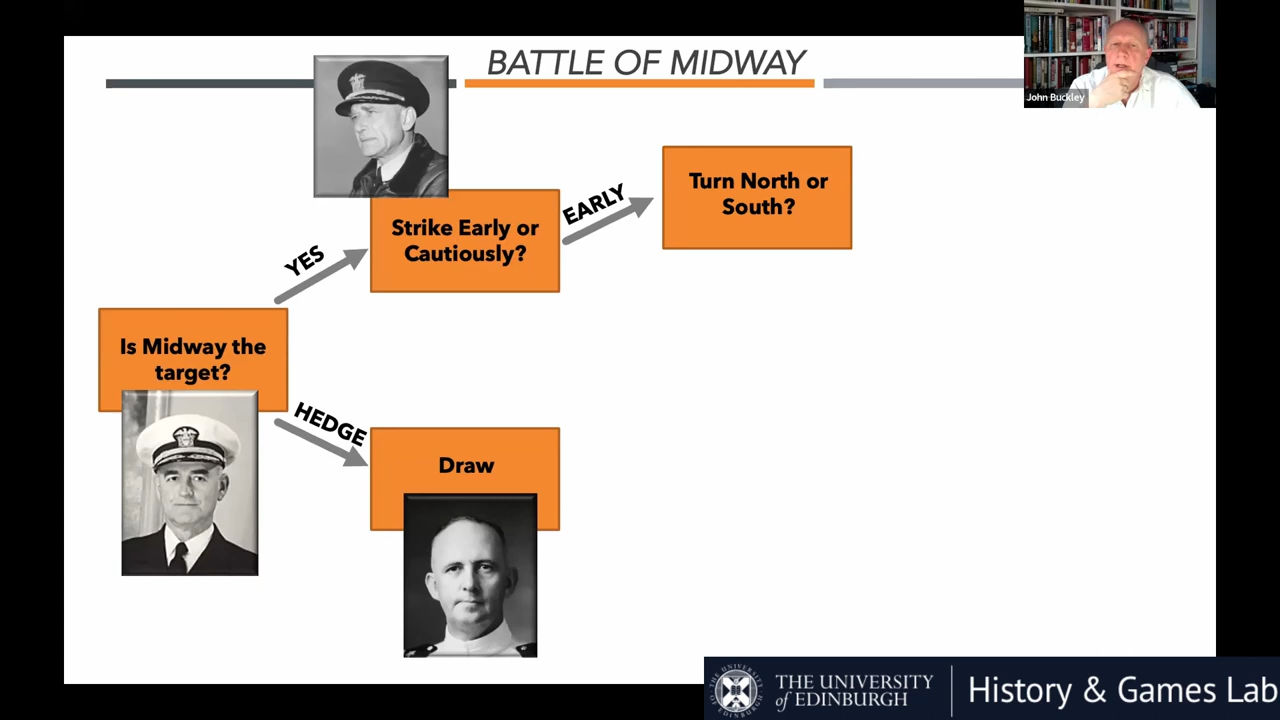 BATTLE OF MIDWAY
John Buckley
Turn North or
South?
EARLY
Strike Early or
Cautiously?
YES
Is Midway the
target?
HEDGE
Draw
THE UNIVERSITY
of EDINBURGH
History & Games Lab